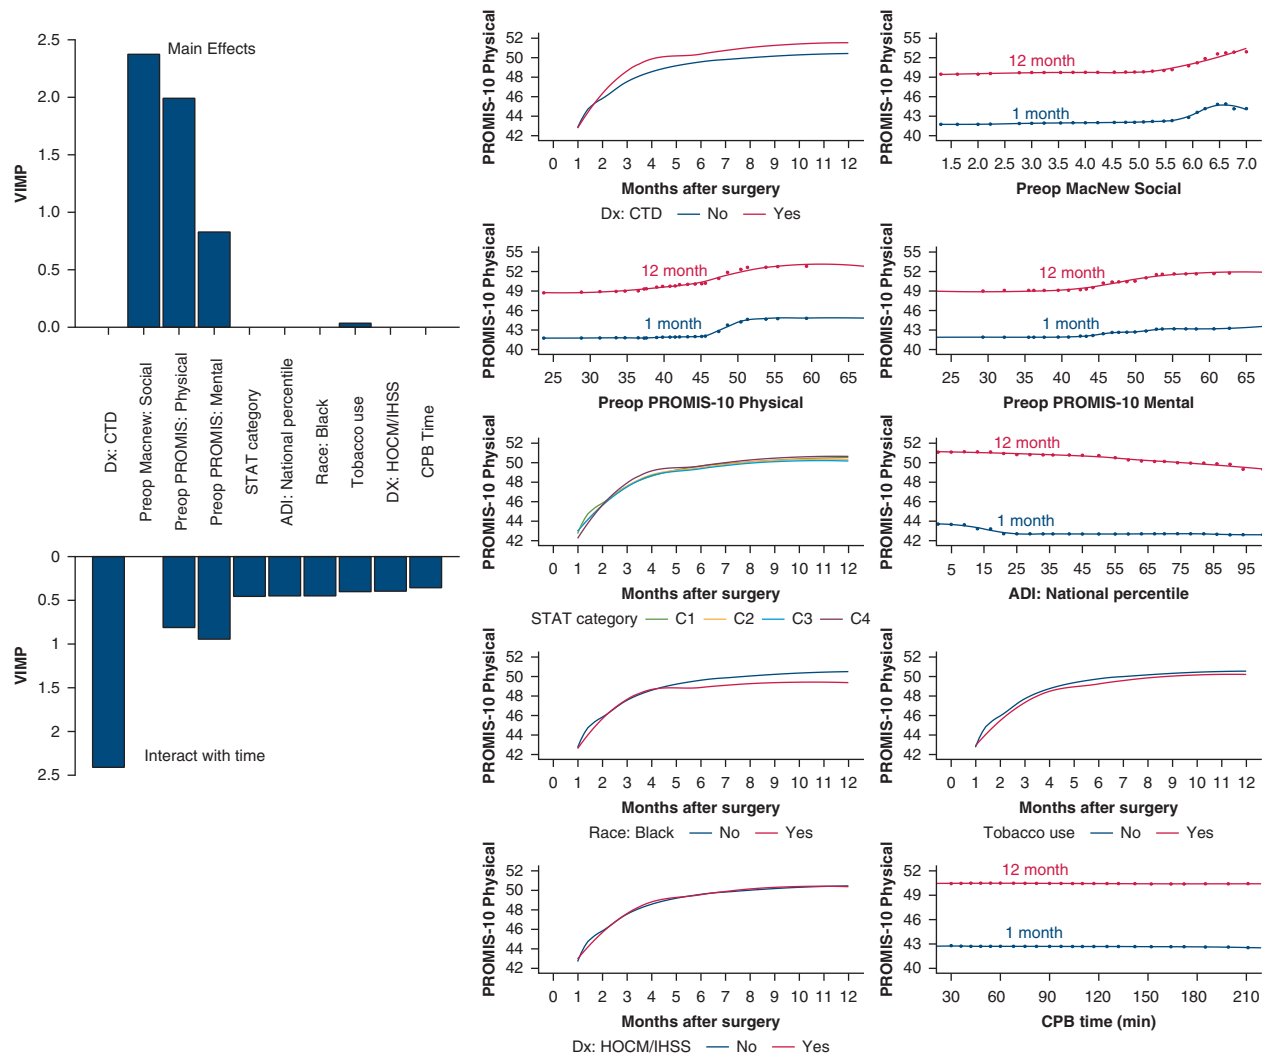 2.5
2.0
1.5
1.0
0.5
0.0
VIMP
Main Effects
Dx: CTD
Preop Macnew: Social
Preop PROMIS: Physical
Preop PROMIS: Mental
STAT category
ADI: National percentile
Race: Black
Tobacco use
DX: HOCM/IHSS
CPB Time
0
0.5
1
1.5
2
2.5
VIMP
Interact with time
PROMIS-10 Physical
52
50
48
46
44
42
0 1 2 3 4 5 6 7 8 9 10 11 12
Months after surgery
Dx: CTD No Yes
PROMIS-10 Physical
55
52
49
46
43
40
12 month
1 month
1.5 2.0 2.5 3.0 3.5 4.0 4.5 5.0 5.5 6.0 6.5 7.0
Preop MacNew Social
PROMIS-10 Physical
55
52
49
46
43
40
12 month
1 month
25 30 35 40 45 50 55 60 65
Preop PROMIS-10 Physical
PROMIS-10 Physical
55
52
49
46
43
40
12 month
1 month
25 30 35 40 45 50 55 60 65
Preop PROMIS-10 Mental
PROMIS-10 Physical
52
50
48
46
44
42
0 1 2 3 4 5 6 7 8 9 10 11 12
Months after surgery
STAT category C1 C2 C3 C4
PROMIS-10 Physical
52
50
48
46
44
42
12 month
1 month
5 15 25 35 45 55 65 75 85 95
ADI: National percentile
PROMIS-10 Physical
52
50
48
46
44
42
0 1 2 3 4 5 6 7 8 9 10 11 12
Months after surgery
Race: Black No Yes
PROMIS-10 Physical
52
50
48
46
44
42
0 1 2 3 4 5 6 7 8 9 10 11 12
Months after surgery
Tobacco use No Yes
PROMIS-10 Physical
52
50
48
46
44
42
0 1 2 3 4 5 6 7 8 9 10 11 12
Months after surgery
Dx: HOCM/IHSS No Yes
PROMIS-10 Physical
52
49
46
43
40
12 month
1 month
30 60 90 120 150 180 210
CPB time (min)